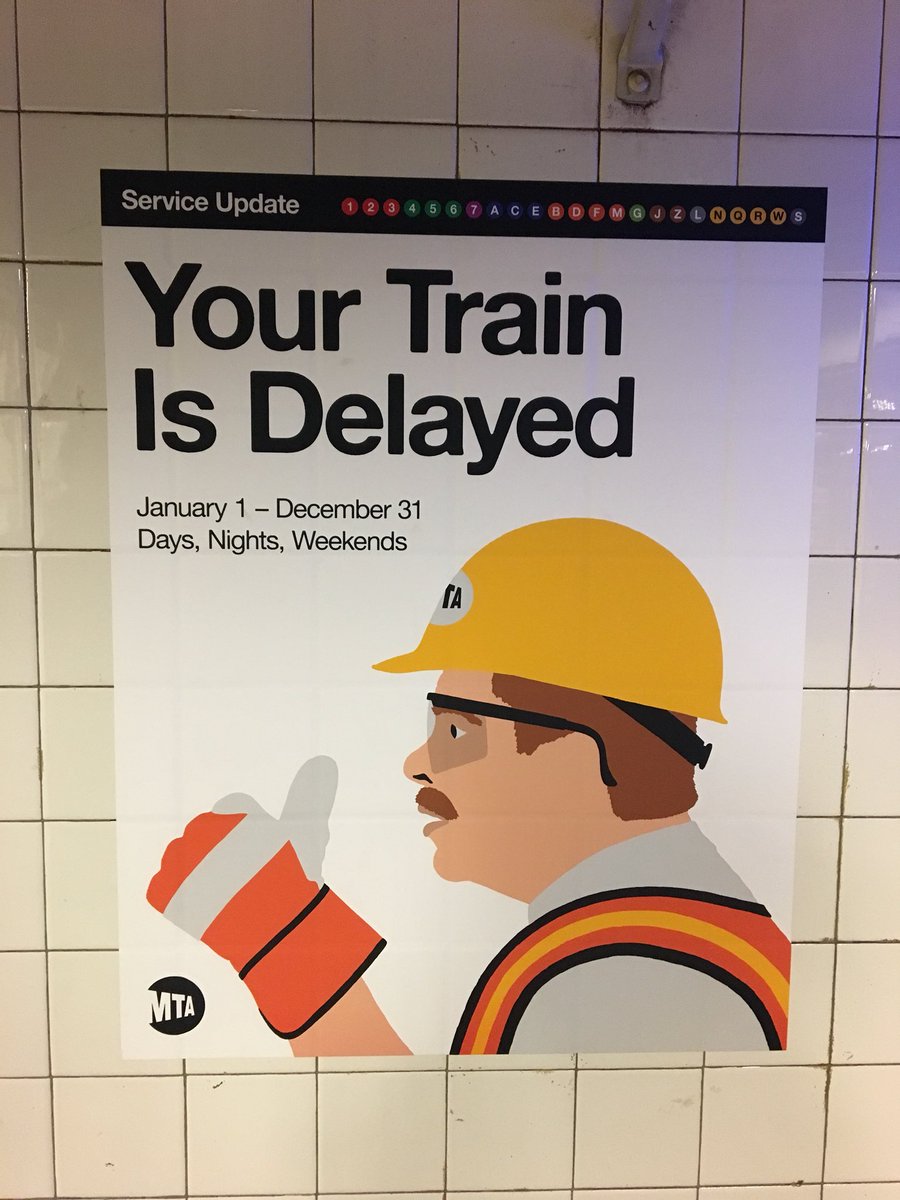 Service Update 1 2 3 4 5 6 7 A C E B D F M G J Z L N Q R W S
Your Train
Is Delayed
January 1 – December 31
Days, Nights, Weekends
TA
MTA